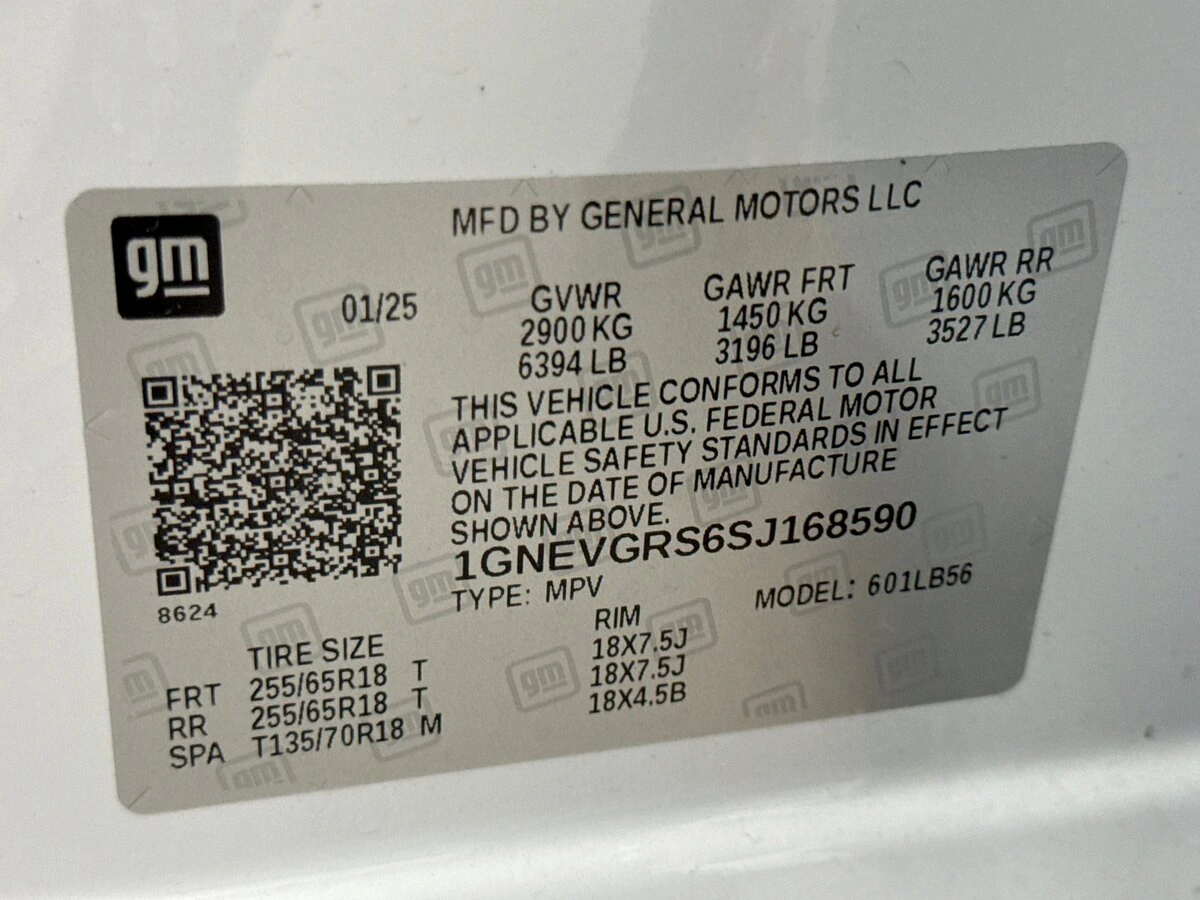 gm
MFD BY GENERAL MOTORS LLC
01/25
GVWR GAWR FRT GAWR RR
2900 KG 1450 KG 1600 KG
6394 LB 3196 LB 3527 LB
THIS VEHICLE CONFORMS TO ALL
APPLICABLE U.S. FEDERAL MOTOR
VEHICLE SAFETY STANDARDS IN EFFECT
ON THE DATE OF MANUFACTURE
SHOWN ABOVE.
1GNEVGRS6SJ168590
TYPE: MPV MODEL: 601LB56
8624
TIRE SIZE RIM
FRT 255/65R18 T 18X7.5J
RR 255/65R18 T 18X7.5J
SPA T135/70R18 M 18X4.5B